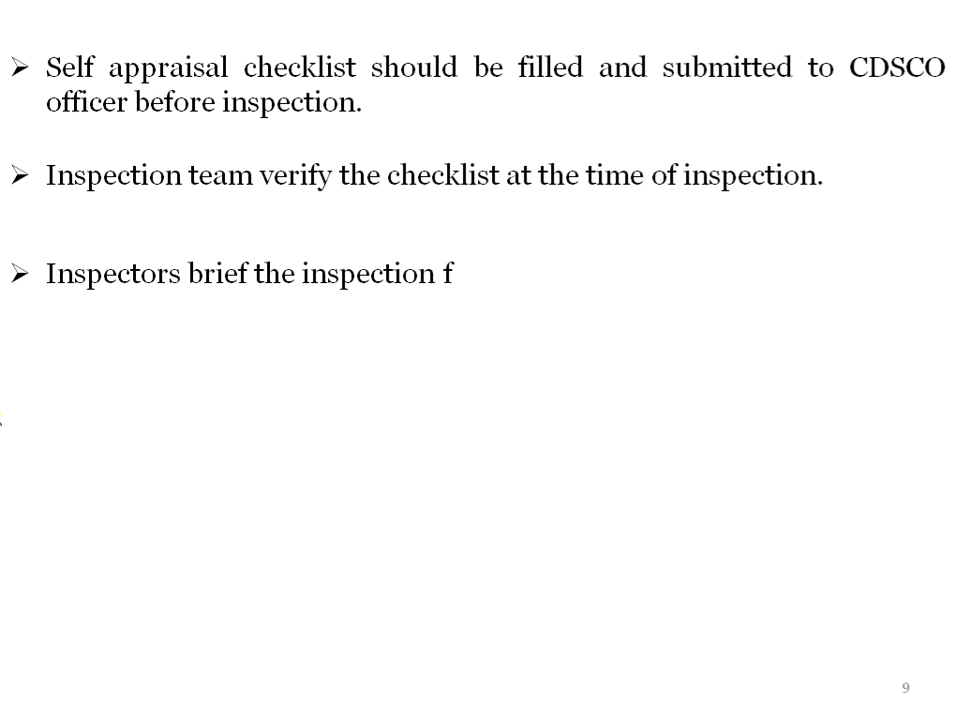 ➢ Self appraisal checklist should be filled and submitted to CDSCO
officer before inspection.
➢ Inspection team verify the checklist at the time of inspection.
➢ Inspectors brief the inspection f
9